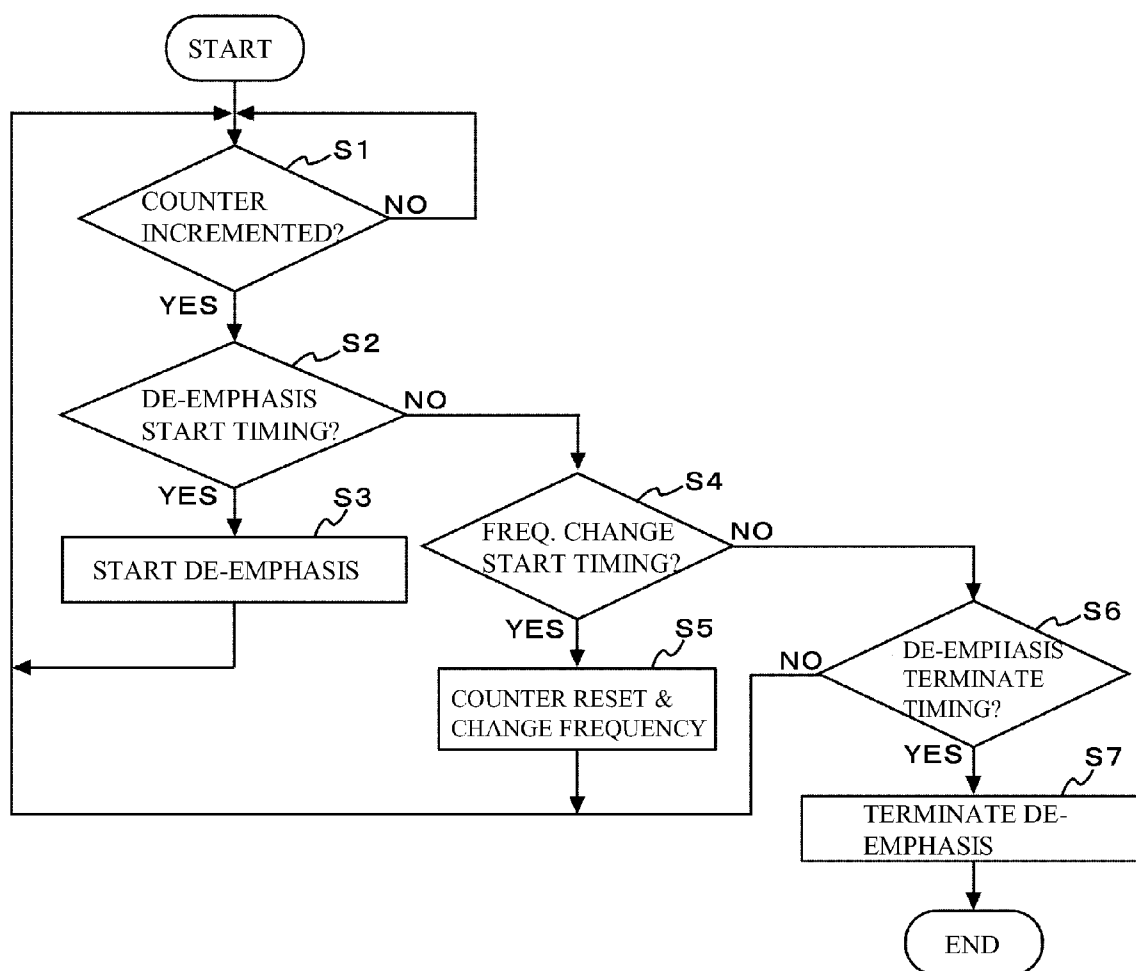 START
S1
COUNTER
INCREMENTED?
NO
YES
S2
DE-EMPHASIS
START TIMING?
NO
YES
S3
START DE-EMPHASIS
S4
FREQ. CHANGE
START TIMING?
NO
YES
S5
COUNTER RESET &
CHANGE FREQUENCY
S6
DE-EMPHASIS
TERMINATE
TIMING?
NO
YES
S7
TERMINATE DE-
EMPHASIS
END